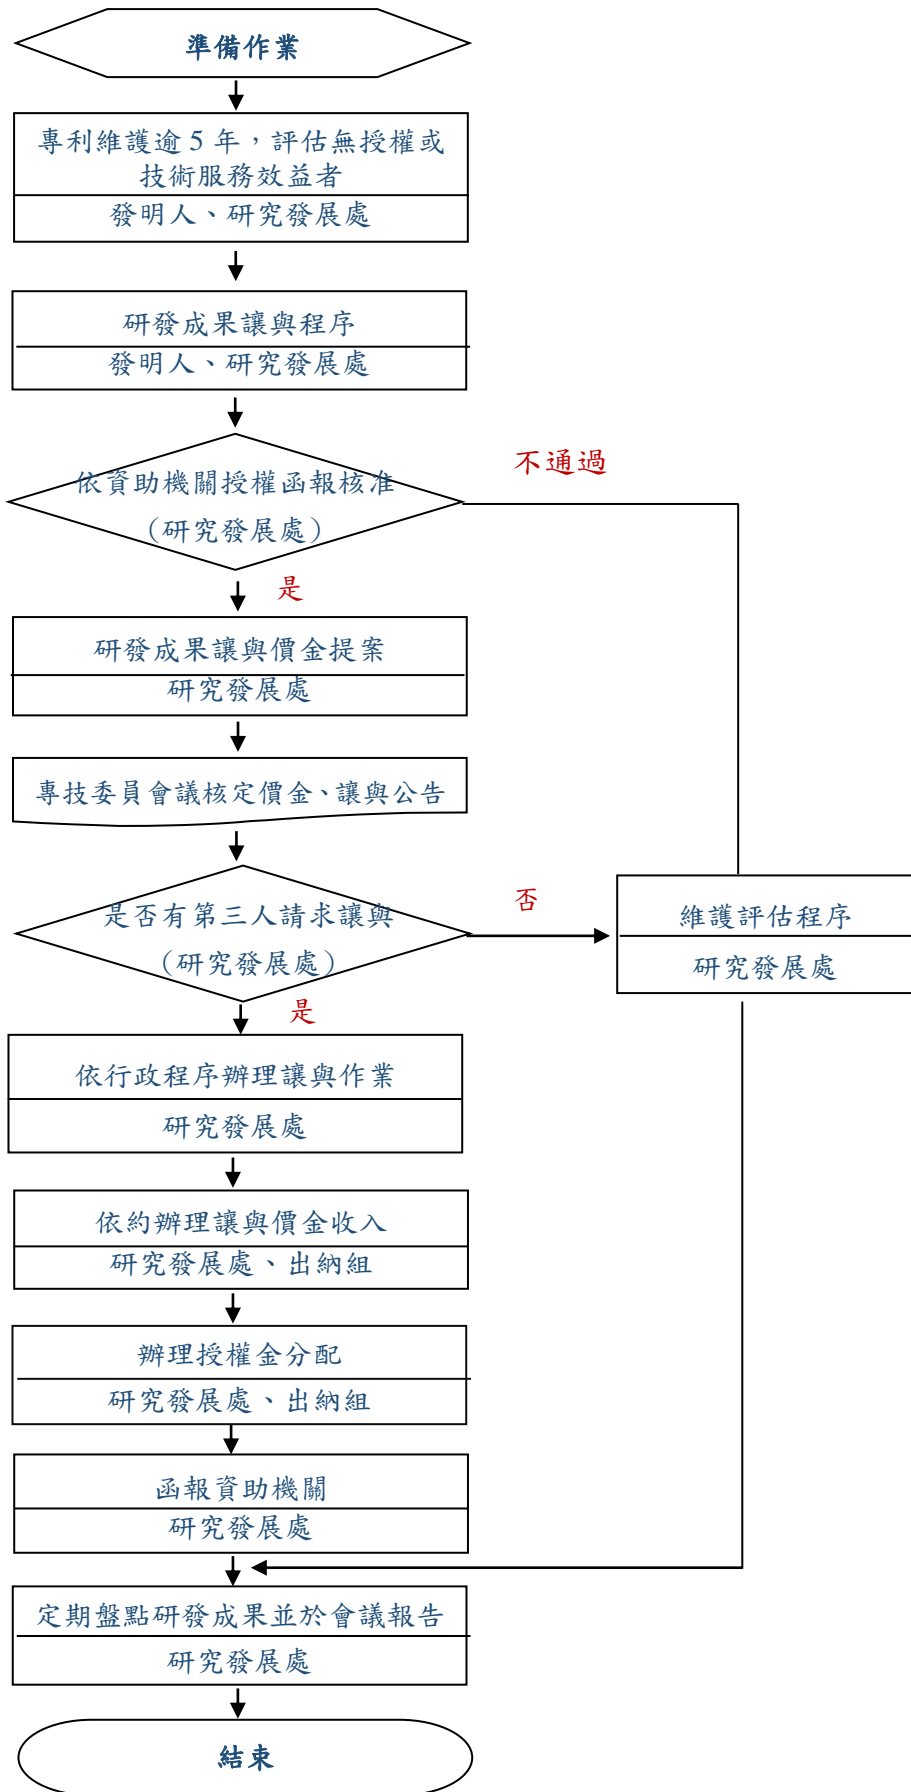 準備作業
專利維護逾 5 年，評估無授權或
技術服務效益者
發明人、研究發展處
研發成果讓與程序
發明人、研究發展處
依資助機關授權函報核准
（研究發展處）
不通過
是
研發成果讓與價金提案
研究發展處
專技委員會議核定價金、讓與公告
是否有第三人請求讓與
（研究發展處）
否
維護評估程序
研究發展處
是
依行政程序辦理讓與作業
研究發展處
依約辦理讓與價金收入
研究發展處、出納組
辦理授權金分配
研究發展處、出納組
函報資助機關
研究發展處
定期盤點研發成果並於會議報告
研究發展處
結束